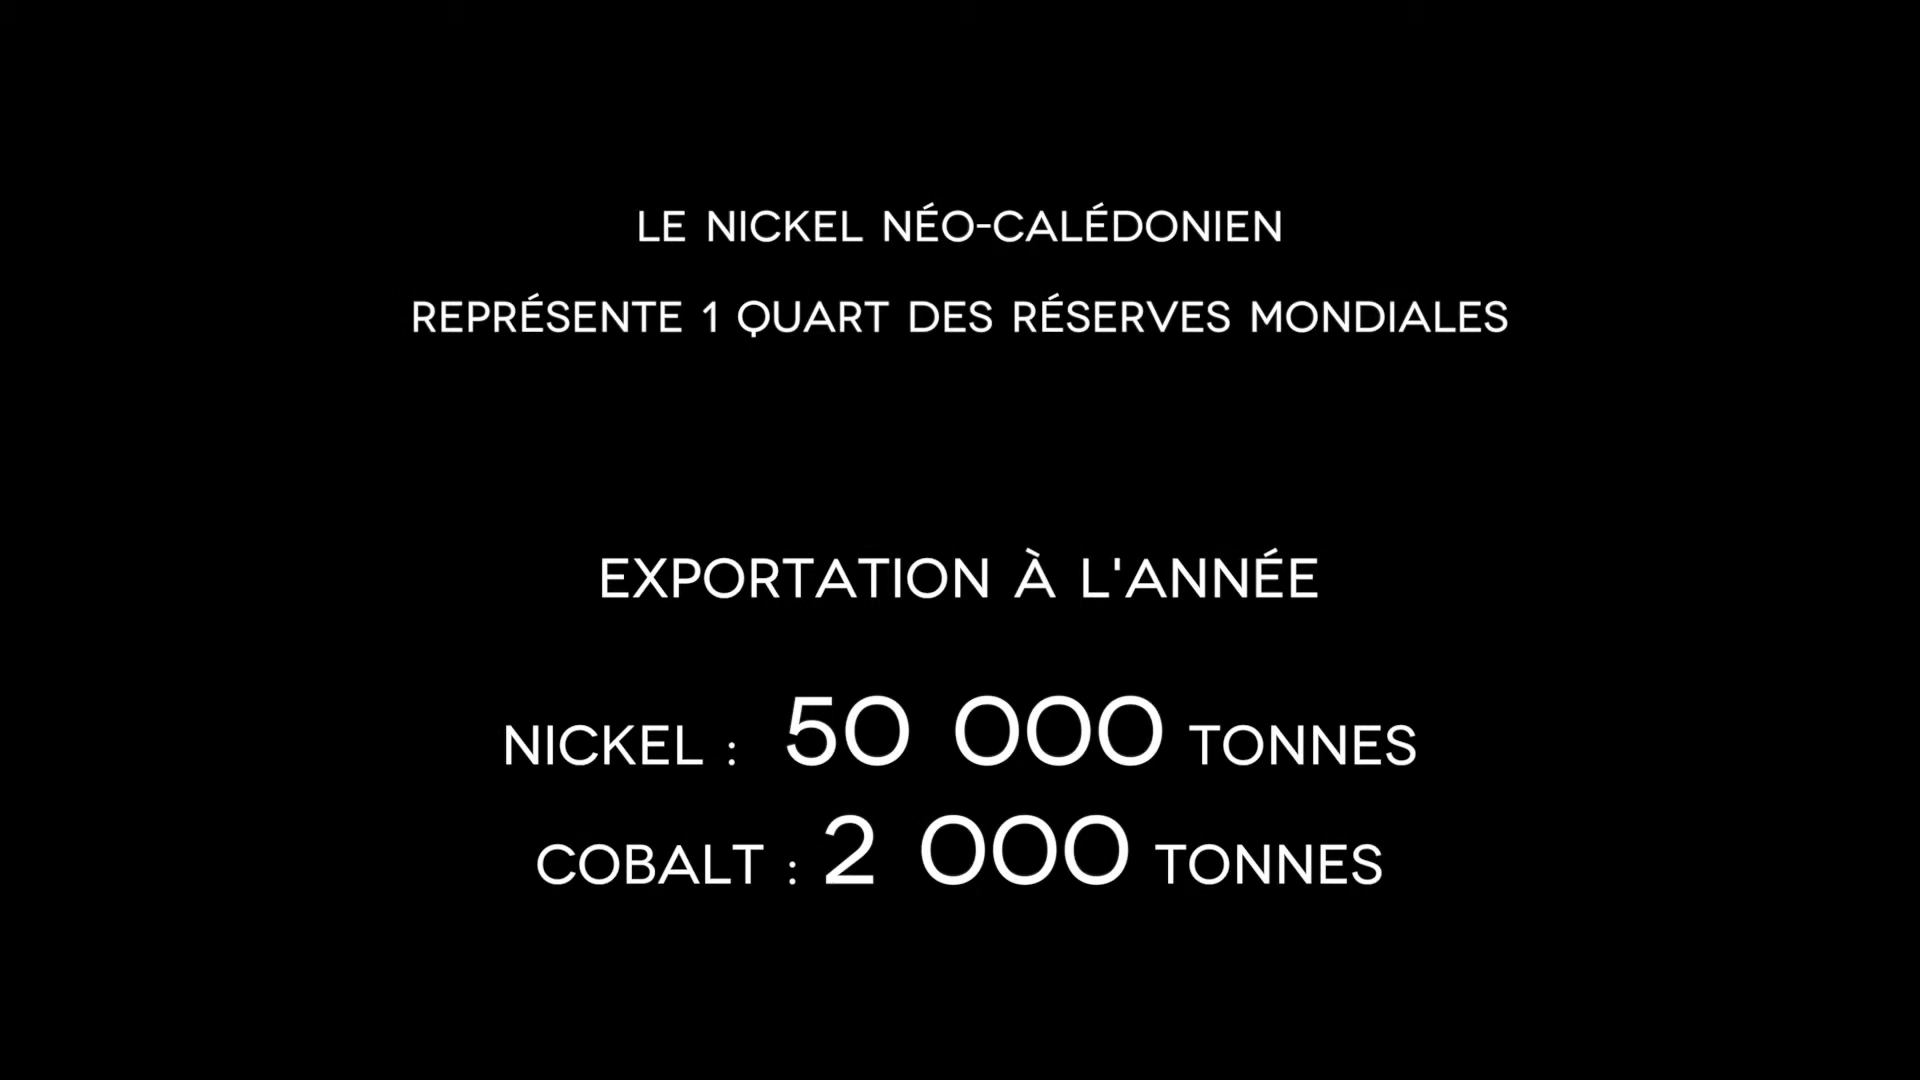 LE NICKEL NÉO-CALÉDONIEN
REPRÉSENTE 1 QUART DES RÉSERVES MONDIALES
EXPORTATION À L'ANNÉE
NICKEL : 50 000 TONNES
COBALT : 2 000 TONNES